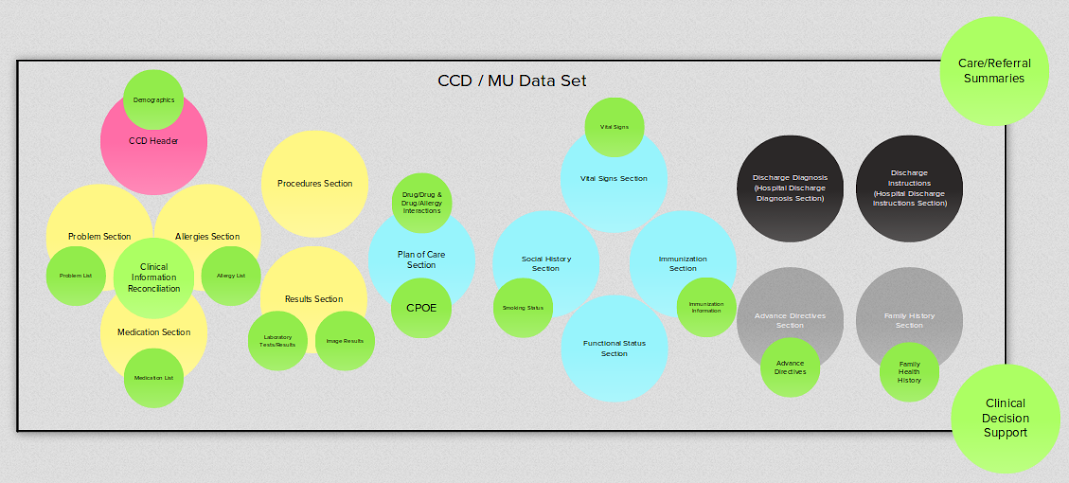 CCD / MU Data Set
Care/Referral
Summaries
Demographics
CCD Header
Problem Section
Allergies Section
Problem List
Clinical
Information
Reconciliation
Allergy List
Medication Section
Medication List
Procedures Section
Results Section
Laboratory
Tests/Results
Image Results
Drug/Drug &
Drug/Allergy
Interactions
Plan of Care
Section
CPOE
Vital Signs
Vital Signs Section
Social History
Section
Smoking Status
Immunization
Section
Immunization
Information
Functional Status
Section
Discharge Diagnosis
(Hospital Discharge
Diagnosis Section)
Discharge
Instructions
(Hospital Discharge
Instructions Section)
Advance Directives
Section
Advance
Directives
Family History
Section
Family
Health
History
Clinical
Decision
Support